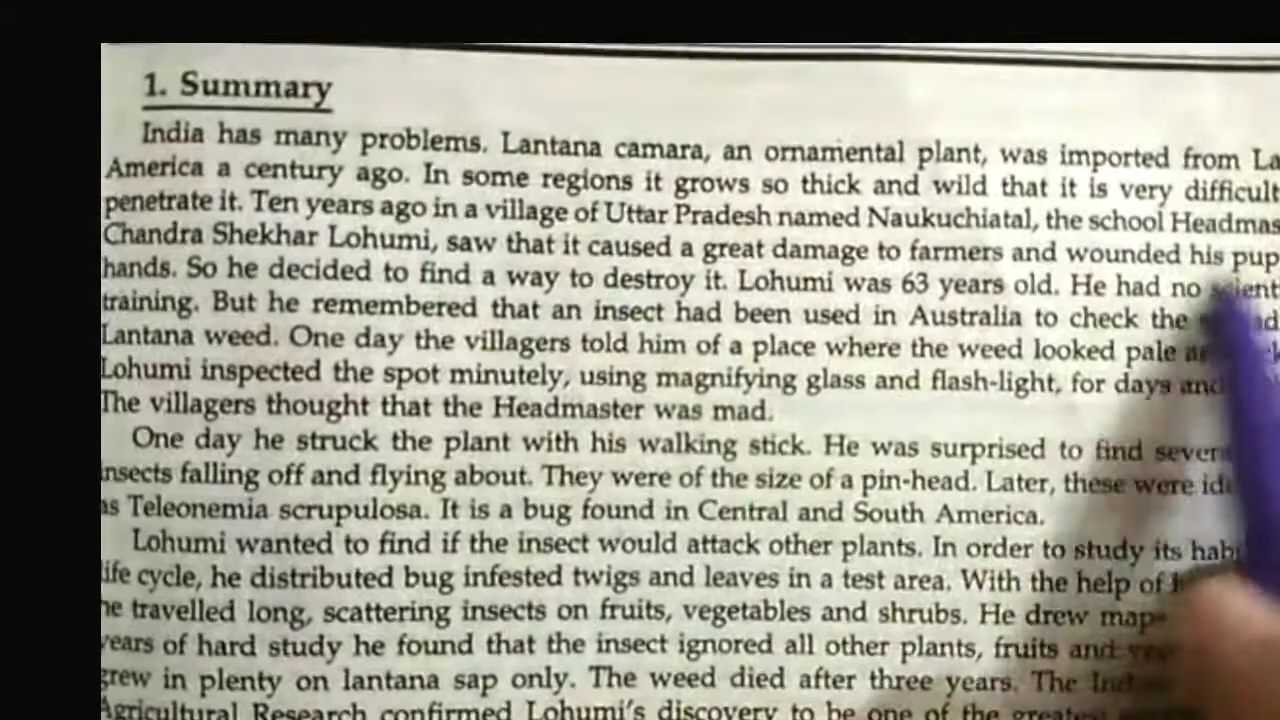 1. Summary
India has many problems. Lantana camara, an ornamental plant, was imported from La
America a century ago. In some regions it grows so thick and wild that it is very difficult
penetrate it. Ten years ago in a village of Uttar Pradesh named Naukuchiatal, the school Headmas
Chandra Shekhar Lohumi, saw that it caused a great damage to farmers and wounded his pup
hands. So he decided to find a way to destroy it. Lohumi was 63 years old. He had no
training. But he remembered that an insect had been used in Australia to check the
Lantana weed. One day the villagers told him of a place where the weed looked pale
Lohumi inspected the spot minutely, using magnifying glass and flash-light, for days and
The villagers thought that the Headmaster was mad.
One day he struck the plant with his walking stick. He was surprised to find
insects falling off and flying about. They were of the size of a pin-head. Later, these were
as Teleonemia scrupulosa. It is a bug found in Central and South America.
Lohumi wanted to find if the insect would attack other plants. In order to study its
life cycle, he distributed bug infested twigs and leaves in a test area. With the help of
he travelled long, scattering insects on fruits, vegetables and shrubs. He drew
years of hard study he found that the insect ignored all other plants, fruits and
grew in plenty on lantana sap only. The weed died after three years. The
Agricultural Research confirmed Lohumi's discovery to be one of the greatest